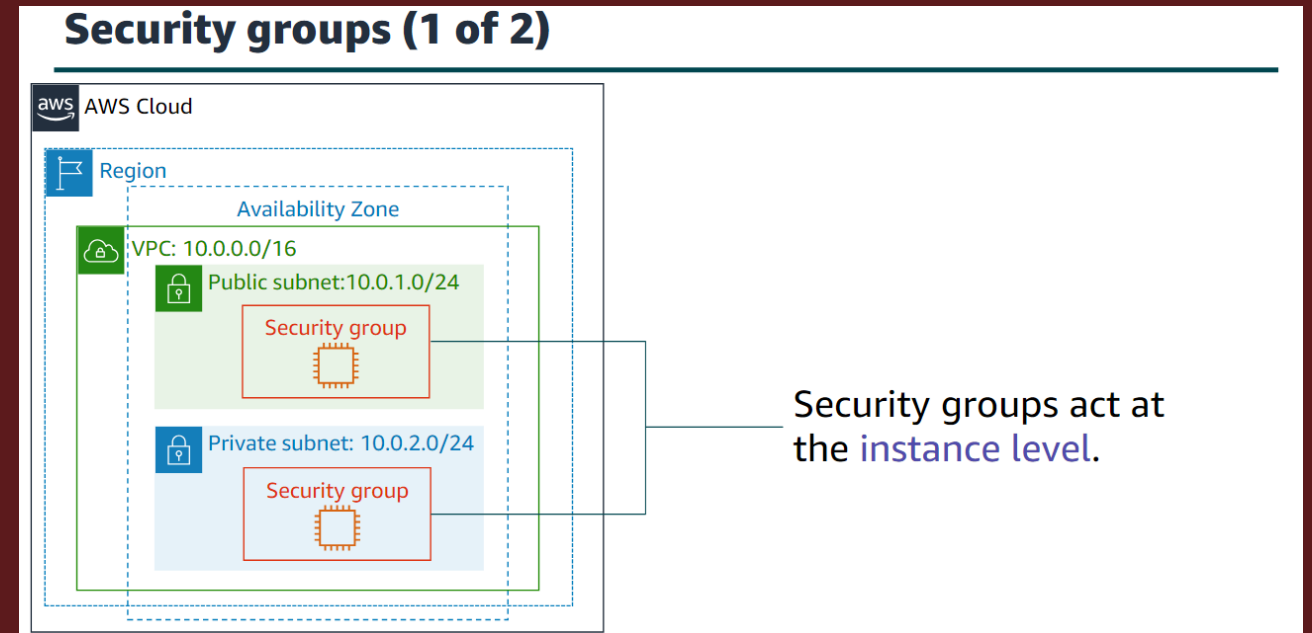 Security groups (1 of 2)
aws AWS Cloud
Region
Availability Zone
VPC: 10.0.0.0/16
Public subnet:10.0.1.0/24
Security group
Private subnet: 10.0.2.0/24
Security group
Security groups act at
the instance level.